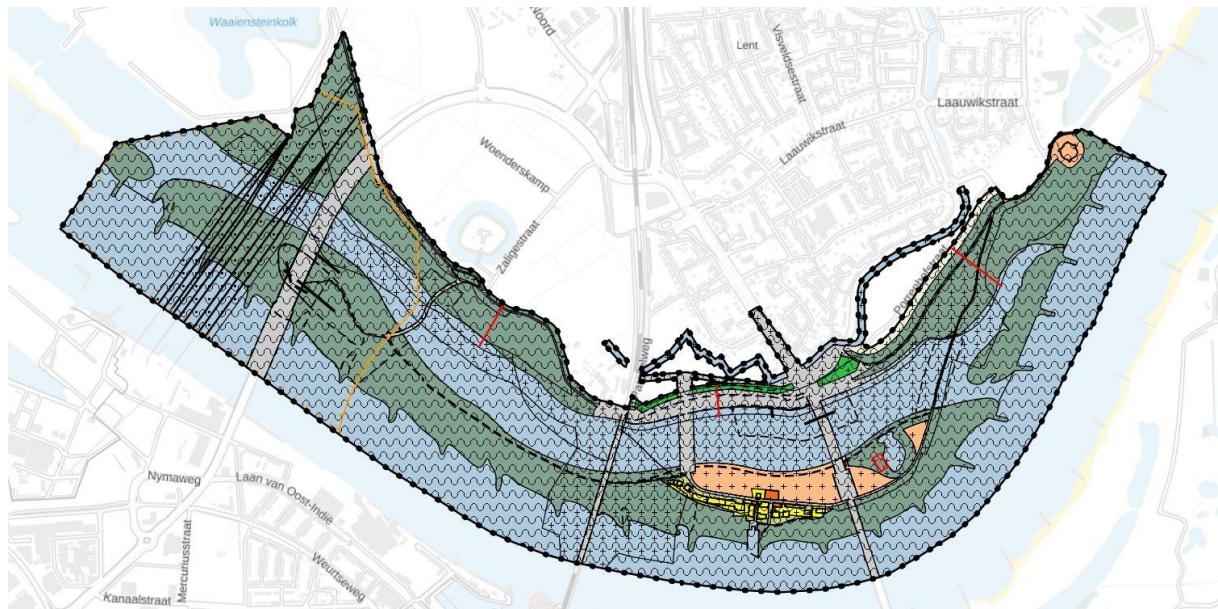 Waaiensteinkolk
Noord
Lent
Visveldsestraat
Laauwikstraat
Laauwikstraat
Woenderskamp
Zaligestraat
Nymaweg
Laan van Oost-Indië
Mercuriusstraat
Weurtseweg
Kanaalstraat